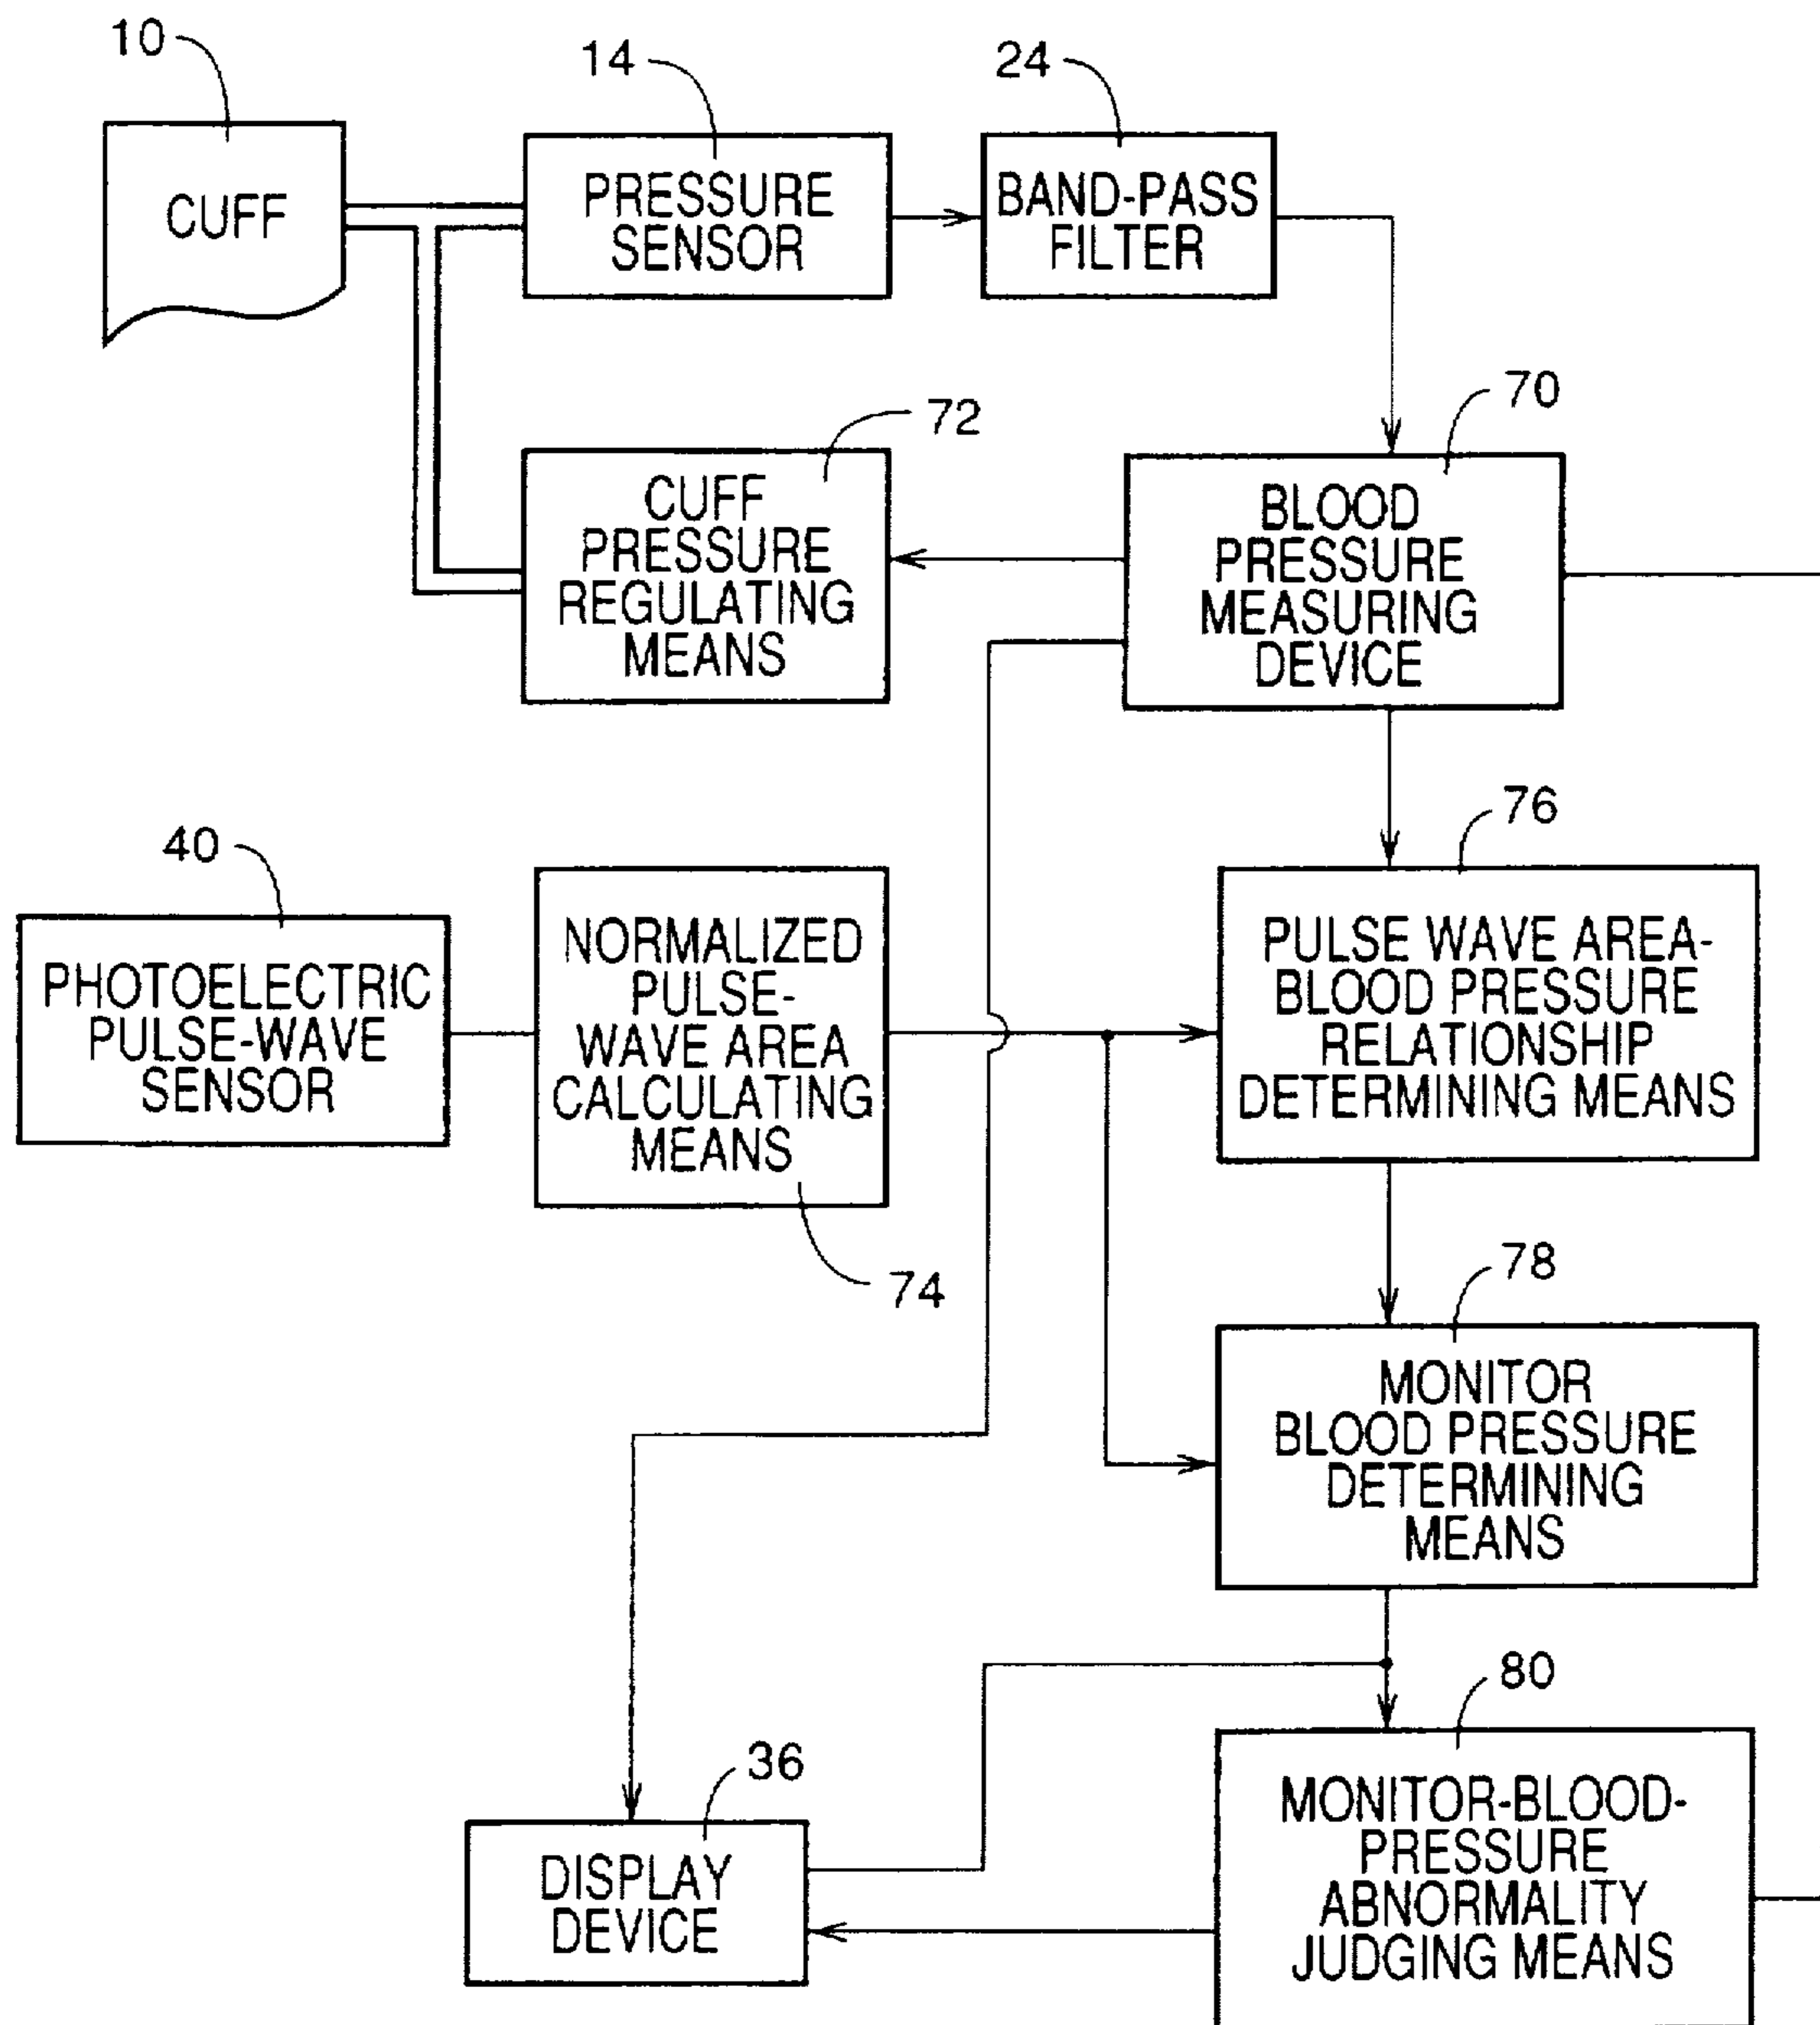 10
14
24
CUFF
PRESSURE
SENSOR
BAND-PASS
FILTER
72
70
CUFF
PRESSURE
REGULATING
MEANS
BLOOD
PRESSURE
MEASURING
DEVICE
40
76
PHOTOELECTRIC
PULSE-WAVE
SENSOR
NORMALIZED
PULSE-
WAVE AREA
CALCULATING
MEANS
74
PULSE WAVE AREA-
BLOOD PRESSURE
RELATIONSHIP
DETERMINING MEANS
78
MONITOR
BLOOD PRESSURE
DETERMINING
MEANS
80
36
DISPLAY
DEVICE
MONITOR-BLOOD-
PRESSURE
ABNORMALITY
JUDGING MEANS